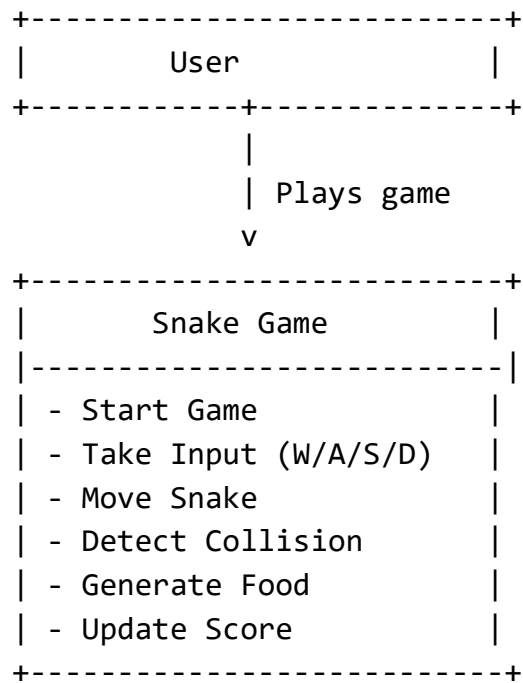 +---------------------------+
|        User               |
+------------+--------------+
             |
             | Plays game
             v
+---------------------------+
|       Snake Game          |
|---------------------------|
| - Start Game              |
| - Take Input (W/A/S/D)    |
| - Move Snake              |
| - Detect Collision        |
| - Generate Food           |
| - Update Score            |
+---------------------------+